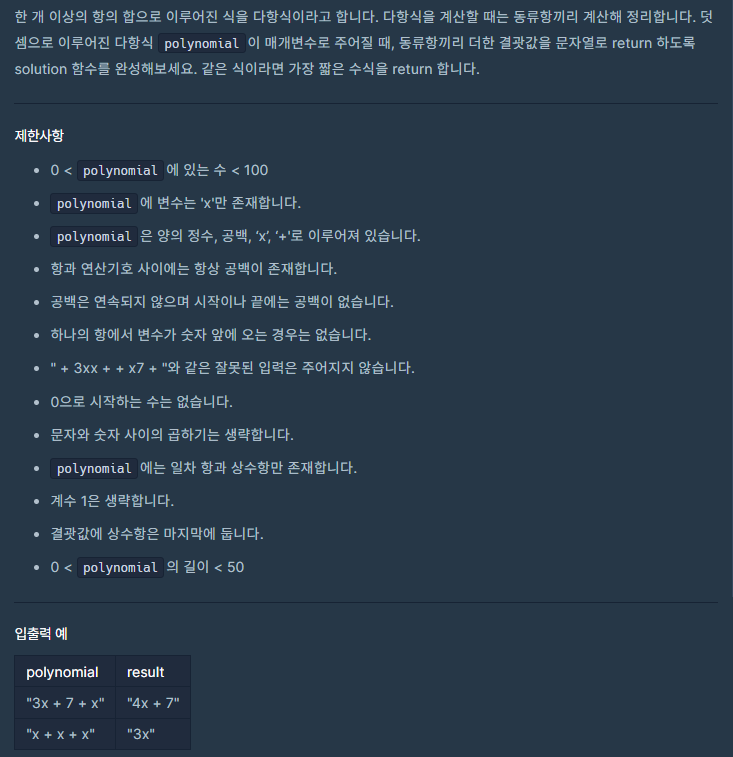 한 개 이상의 항의 합으로 이루어진 식을 다항식이라고 합니다. 다항식을 계산할 때는 동류항끼리 계산해 정리합니다. 덧
셈으로 이루어진 다항식 polynomial 이 매개변수로 주어질 때, 동류항끼리 더한 결괏값을 문자열로 return 하도록
solution 함수를 완성해보세요. 같은 식이라면 가장 짧은 수식을 return 합니다.
제한사항
• 0 < polynomial 에 있는 수 < 100
• polynomial 에 변수는 'x'만 존재합니다.
• polynomial 은 양의 정수, 공백, ‘x’, ‘+'로 이루어져 있습니다.
• 항과 연산기호 사이에는 항상 공백이 존재합니다.
• 공백은 연속되지 않으며 시작이나 끝에는 공백이 없습니다.
• 하나의 항에서 변수가 숫자 앞에 오는 경우는 없습니다.
• " + 3xx + + x7 + "와 같은 잘못된 입력은 주어지지 않습니다.
• 0으로 시작하는 수는 없습니다.
• 문자와 숫자 사이의 곱하기는 생략합니다.
• polynomial 에는 일차 항과 상수항만 존재합니다.
• 계수 1은 생략합니다.
• 결괏값에 상수항은 마지막에 둡니다.
• 0 < polynomial 의 길이 < 50
입출력 예
polynomial result
"3x + 7 + x" "4x + 7"
"x + x + x" "3x"